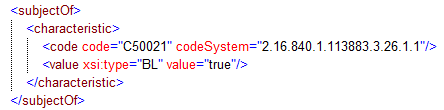 <subjectOf>
<characteristic>
<code code="C50021" codeSystem="2.16.840.1.113883.3.26.1.1"/>
<value xsi:type="BL" value="true"/>
</characteristic>
</subjectOf>